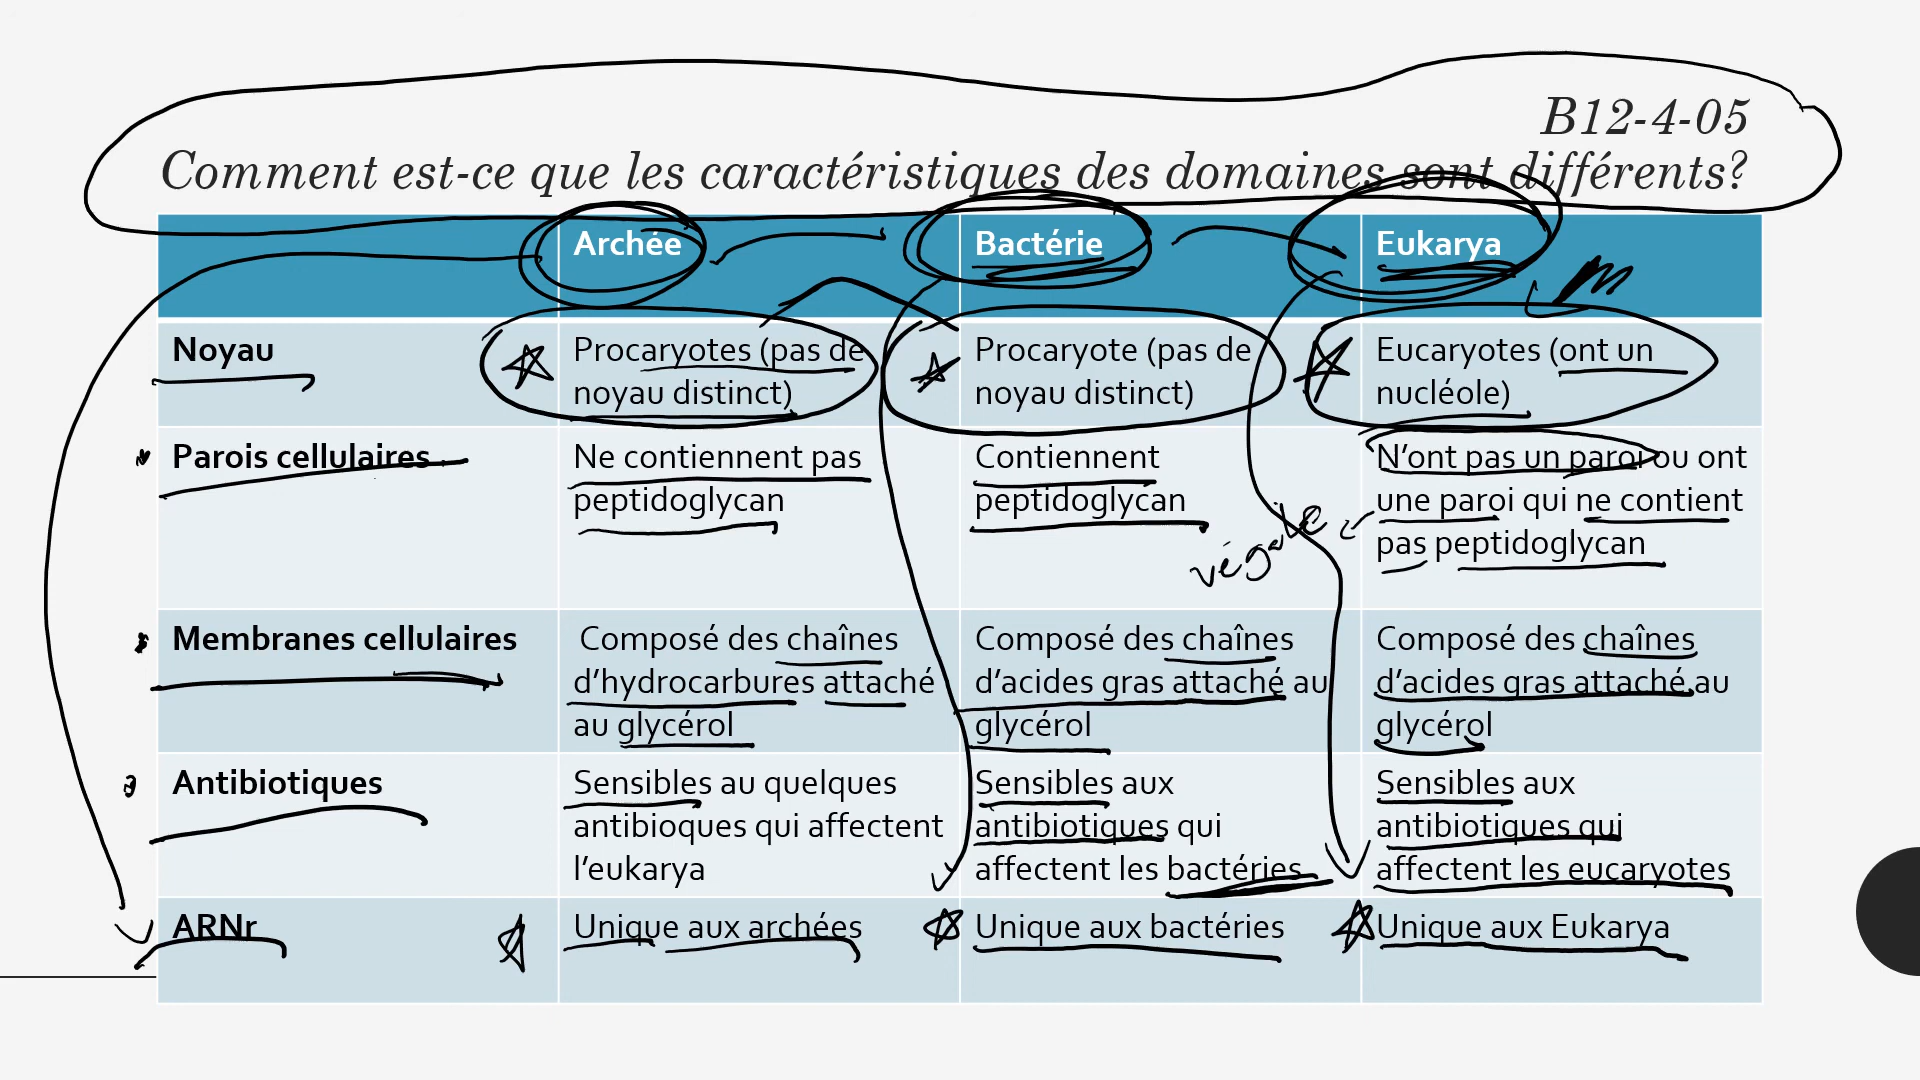 B12-4-05
Comment est-ce que les caractéristiques des domaines sont différents?
Archée
Bactérie
Eukarya
Noyau
Procaryotes (pas de
noyau distinct)
Procaryote (pas de
noyau distinct)
Eucaryotes (ont un
nucléole)
Parois cellulaires
Ne contiennent pas
peptidoglycan
Contiennent
peptidoglycan
N'ont pas un paroi ou ont
une paroi qui ne contient
pas peptidoglycan
Membranes cellulaires
Composé des chaînes
d'hydrocarbures attaché
au glycérol
Composé des chaînes
d'acides gras attaché au
glycérol
Composé des chaînes
d'acides gras attaché au
glycérol
Antibiotiques
Sensibles au quelques
antibioques qui affectent
l'eukarya
Sensibles aux
antibiotiques qui
affectent les bactéries
Sensibles aux
antibiotiques qui
affectent les eucaryotes
ARNr
Unique aux archées
Unique aux bactéries
Unique aux Eukarya